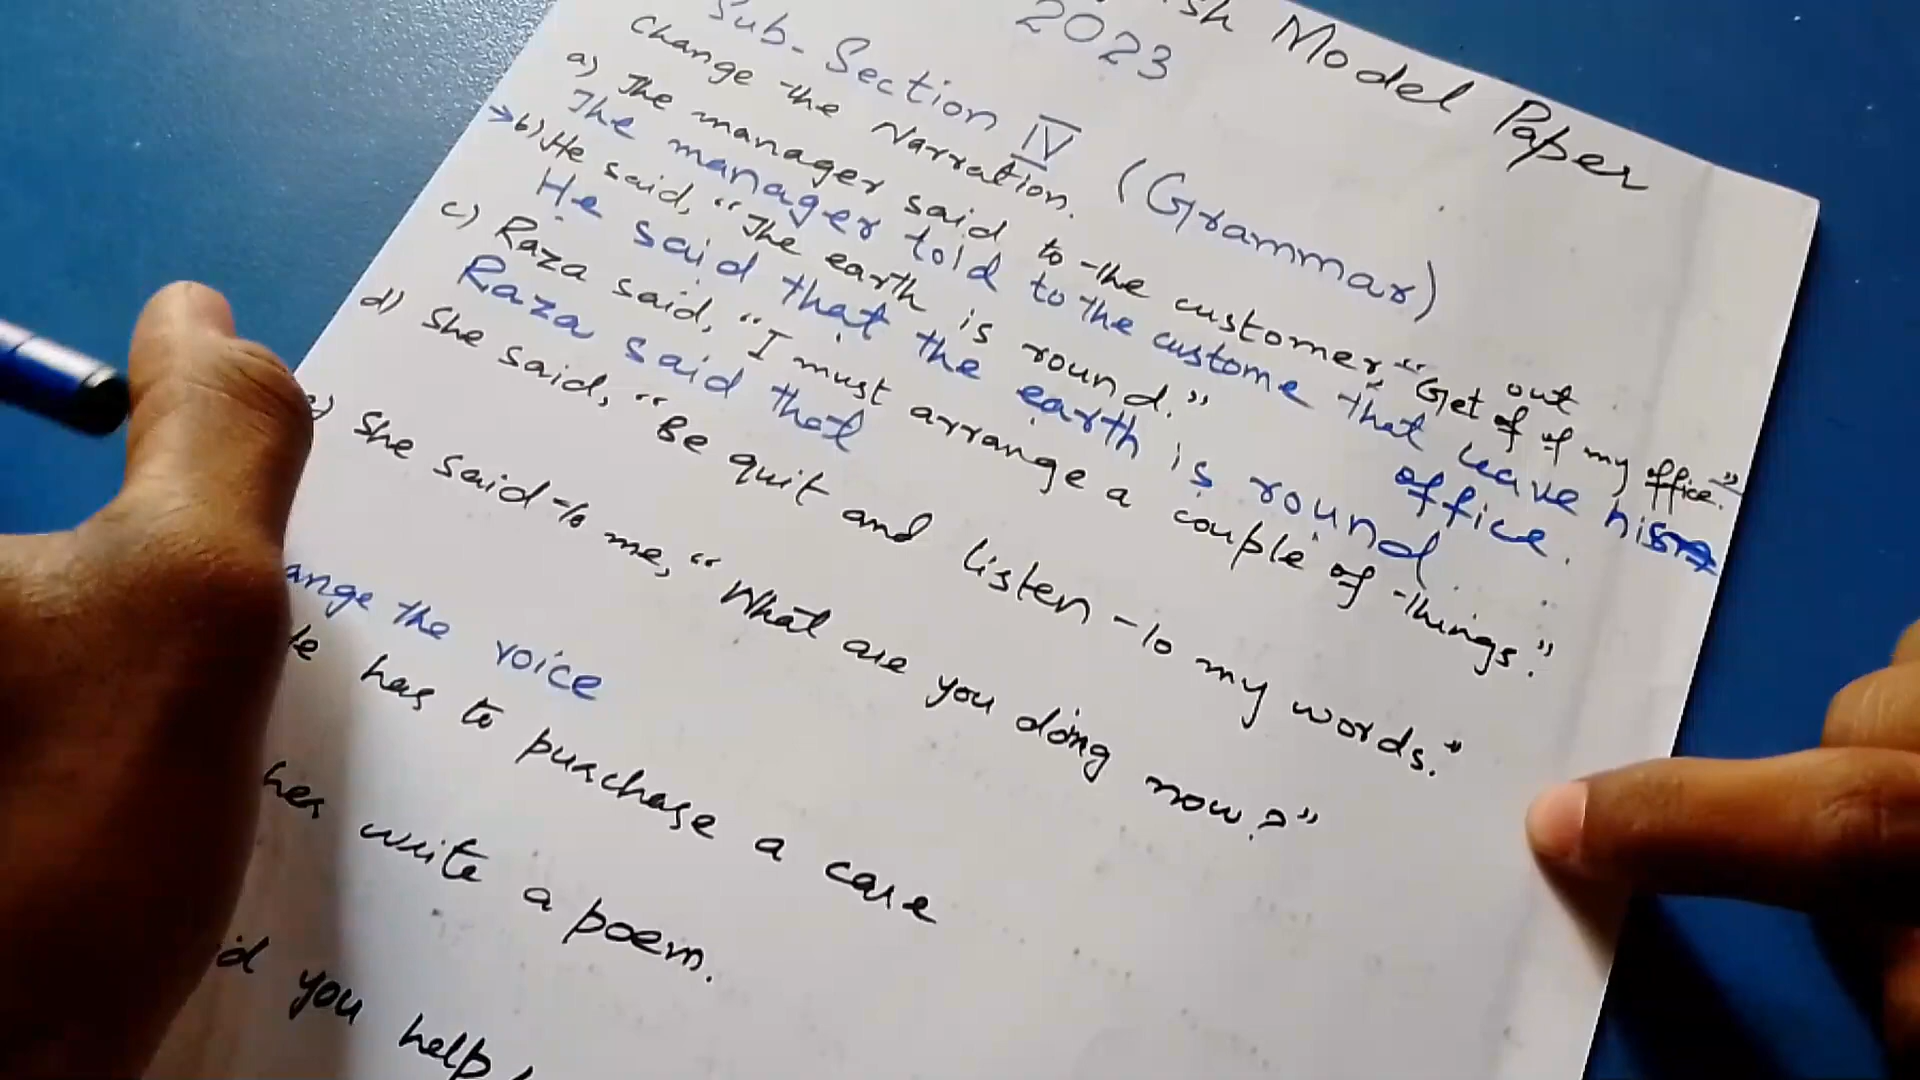 sh Model Paper
2023
Sub-Section IV (Grammar)
Change the Narration.
a) The manager said to the customer, "Get out of of my office."
The manager told to the custome that leave his
office.
b) He said, "The earth is round."
He said that the earth is round.
c) Raza said, "I must arrange a couple of things."
Raza said that
d) She said, "Be quit and listen to my words."
e) She said to me, "What are you doing now?"
ange the voice
has to purchase a care
her write a poem.
id you help